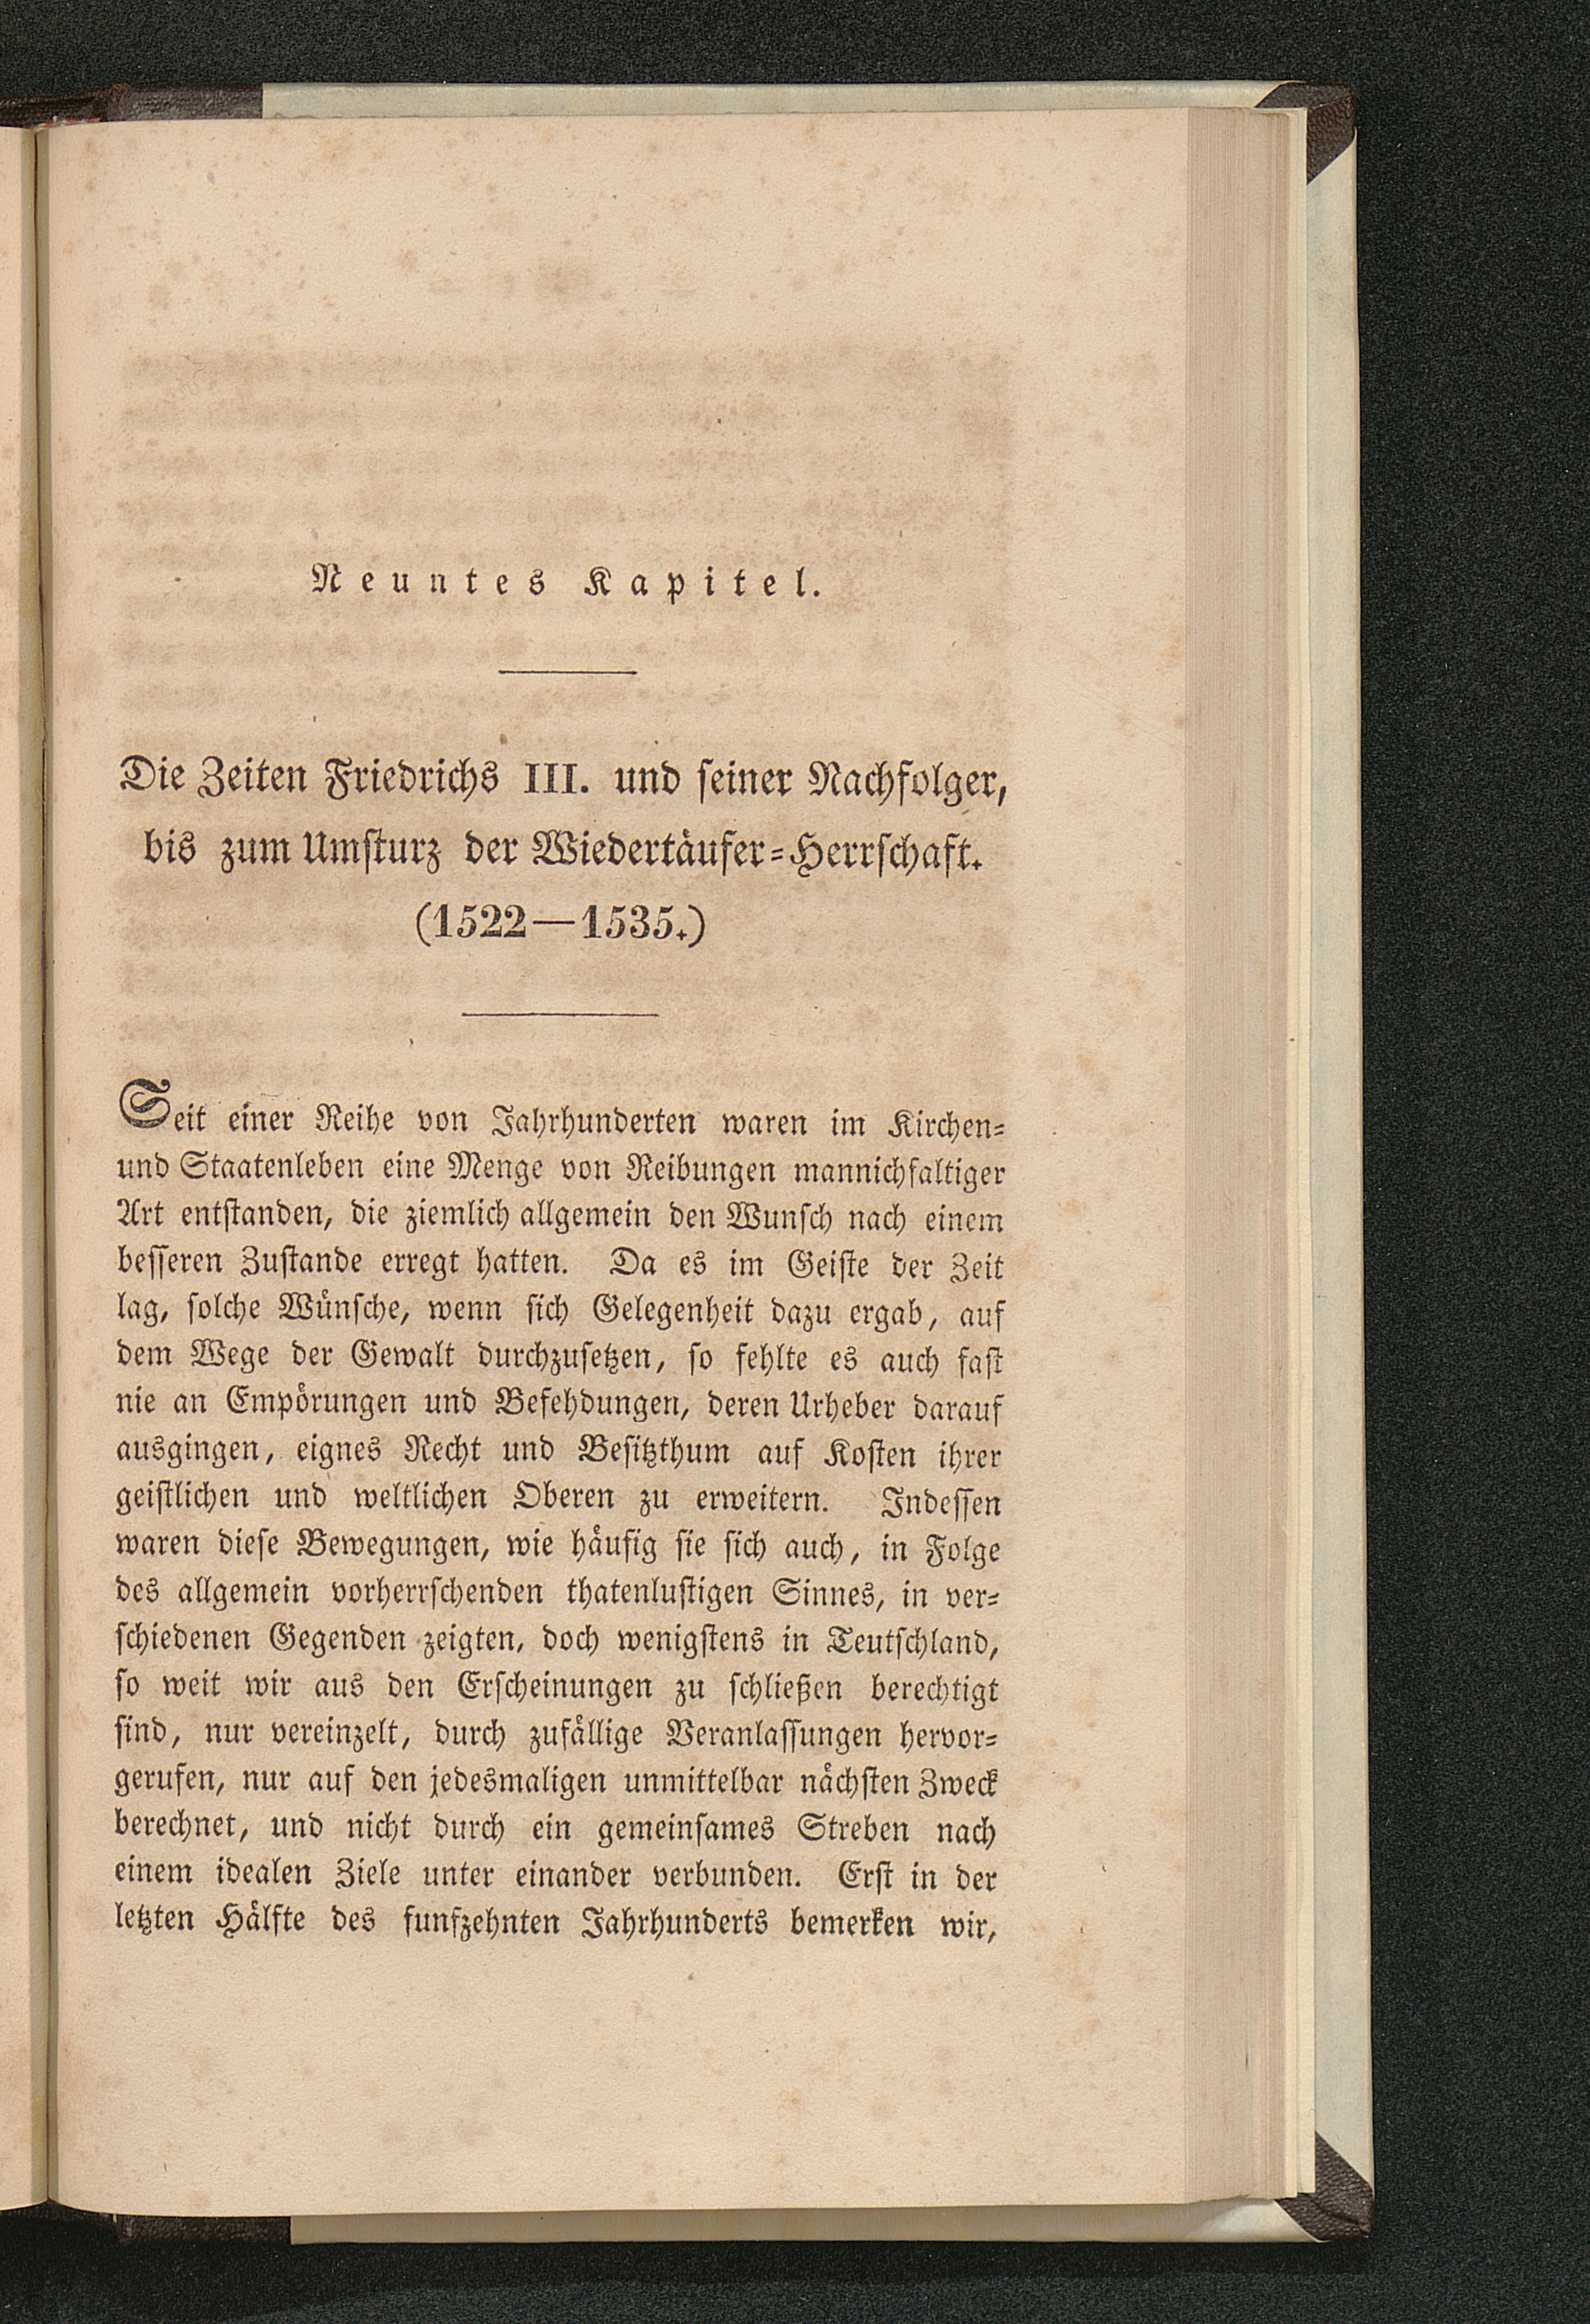 Neuntes Kapitel.
Die Zeiten Friedrichs III. und seiner Nachfolger,
bis zum Umsturz der Wiedertäufer-Herrschaft.
(1522—1535.)
Seit einer Reihe von Jahrhunderten waren im Kirchen-
und Staatenleben eine Menge von Reibungen mannichfaltiger
Art entstanden, die ziemlich allgemein den Wunsch nach einem
besseren Zustande erregt hatten. Da es im Geiste der Zeit
lag, solche Wünsche, wenn sich Gelegenheit dazu ergab, auf
dem Wege der Gewalt durchzusetzen, so fehlte es auch fast
nie an Empörungen und Befehdungen, deren Urheber darauf
ausgingen, eignes Recht und Besitzthum auf Kosten ihrer
geistlichen und weltlichen Oberen zu erweitern. Indessen
waren diese Bewegungen, wie häufig sie sich auch, in Folge
des allgemein vorherrschenden thatenlustigen Sinnes, in ver-
schiedenen Gegenden zeigten, doch wenigstens in Teutschland,
so weit wir aus den Erscheinungen zu schließen berechtigt
sind, nur vereinzelt, durch zufällige Veranlassungen hervor-
gerufen, nur auf den jedesmaligen unmittelbar nächsten Zweck
berechnet, und nicht durch ein gemeinsames Streben nach
einem idealen Ziele unter einander verbunden. Erst in der
letzten Hälfte des funfzehnten Jahrhunderts bemerken wir,